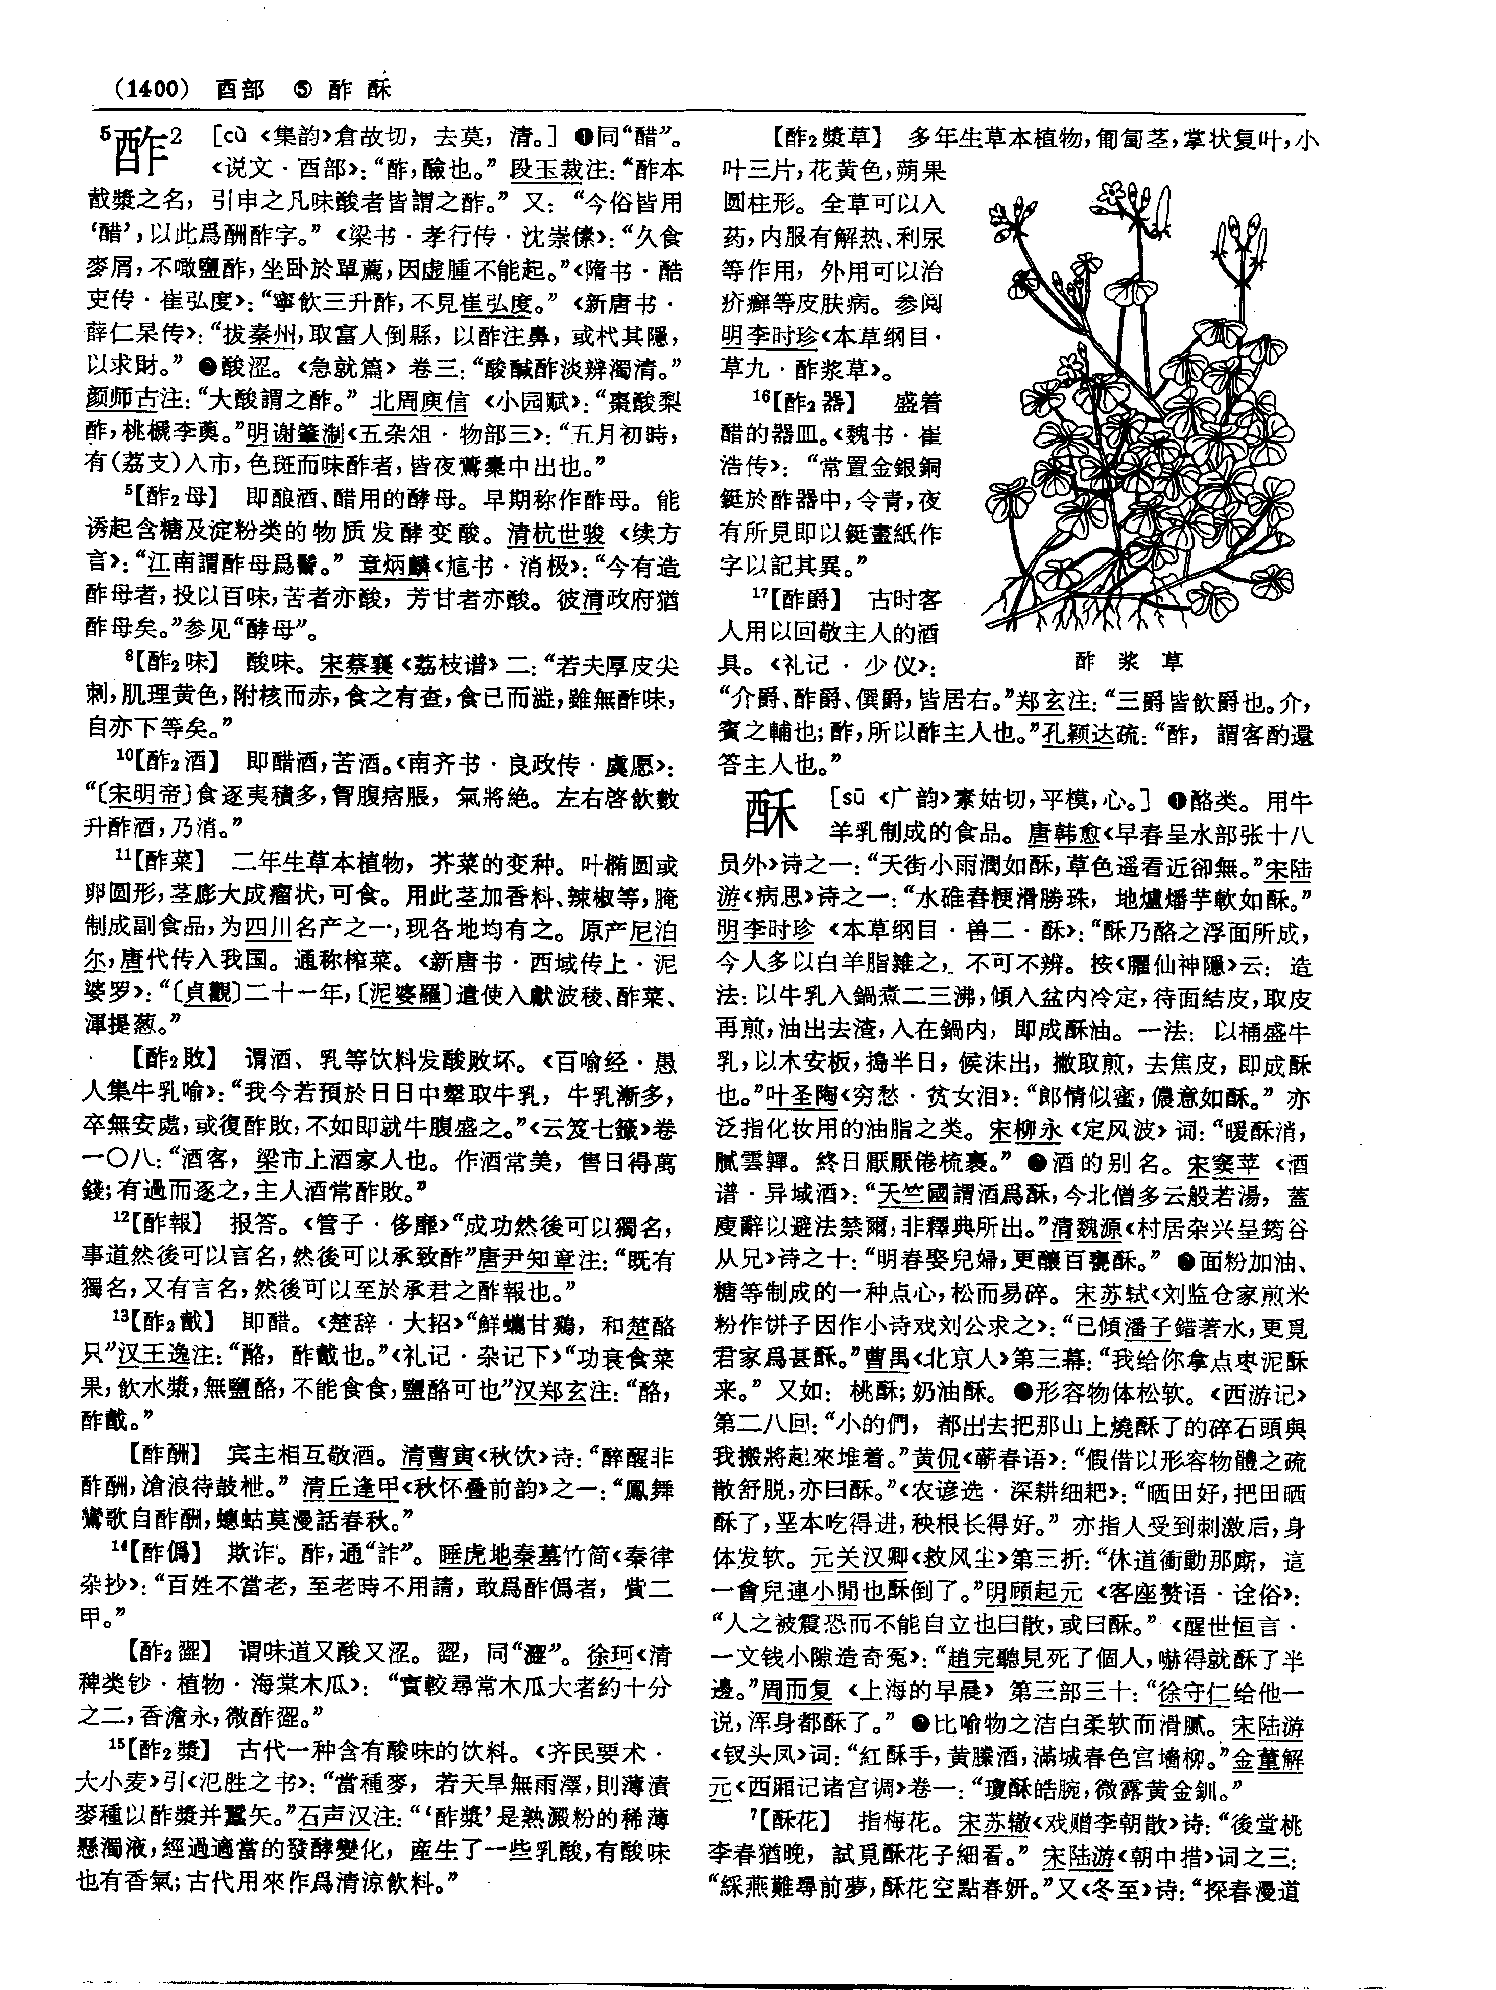 (1400) 酉部 ⑤ 酢 酥
⁵酢² [cù《集韵》倉故切，去莫，清。] ❶同“醋”。
《说文·酉部》：“酢，醶也。”段玉裁注：“酢本
酨漿之名，引申之凡味酸者皆謂之酢。”又：“今俗皆用
‘醋’，以此爲酬酢字。”《梁书·孝行传·沈崇傃》：“久食
麥屑，不噉鹽酢，坐卧於單薦，因虚腫不能起。”《隋书·酷
吏传·崔弘度》：“寧飲三升酢，不見崔弘度。”《新唐书·
薛仁杲传》：“拔秦州，取富人倒縣，以酢注鼻，或杙其隱，
以求財。”❷酸涩。《急就篇》卷三：“酸鹹酢淡辨濁清。”
颜师古注：“大酸謂之酢。”北周庾信《小园赋》：“棗酸梨
酢，桃榹李薁。”明谢肇淛《五杂俎·物部三》：“五月初時，
有(荔支)入市，色斑而味酢者，皆夜鶯棄中出也。”
⁵【酢₂母】 即酿酒、醋用的酵母。早期称作酢母。能
诱起含糖及淀粉类的物质发酵变酸。清杭世骏《续方
言》：“江南謂酢母爲䰞。”章炳麟《訄书·消极》：“今有造
酢母者，投以百味，苦者亦酸，芳甘者亦酸。彼清政府猶
酢母矣。”参见“酵母”。
⁸【酢₂味】 酸味。宋蔡襄《荔枝谱》二：“若夫厚皮尖
刺，肌理黄色，附核而赤，食之有查，食已而澁，雖無酢味，
自亦下等矣。”
¹⁰【酢₂酒】 即醋酒，苦酒。《南齐书·良政传·虞愿》：
“〔宋明帝〕食逐夷積多，胷腹痞脹，氣將絶。左右啓飲數
升酢酒，乃消。”
¹¹【酢菜】 二年生草本植物，芥菜的变种。叶椭圆或
卵圆形，茎膨大成瘤状，可食。用此茎加香料、辣椒等，腌
制成副食品，为四川名产之一，现各地均有之。原产尼泊
尔，唐代传入我国。通称榨菜。《新唐书·西域传上·泥
婆罗》：“〔貞觀〕二十一年，〔泥婆羅〕遣使入獻波稜、酢菜、
渾提葱。”
【酢₂敗】 谓酒、乳等饮料发酸败坏。《百喻经·愚
人集牛乳喻》：“我今若預於日日中㲉取牛乳，牛乳漸多，
卒無安處，或復酢敗，不如即就牛腹盛之。”《云笈七籤》卷
一〇八：“酒客，梁市上酒家人也。作酒常美，售日得萬
錢；有過而逐之，主人酒常酢敗。”
¹²【酢報】 报答。《管子·侈靡》“成功然後可以獨名，
事道然後可以言名，然後可以承致酢”唐尹知章注：“既有
獨名，又有言名，然後可以至於承君之酢報也。”
¹³【酢₂酨】 即醋。《楚辞·大招》“鮮蠵甘鷄，和楚酪
只”汉王逸注：“酪，酢酨也。”《礼记·杂记下》“功衰食菜
果，飲水漿，無鹽酪，不能食食，鹽酪可也”汉郑玄注：“酪，
酢酨。”
【酢酬】 宾主相互敬酒。清曹寅《秋饮》诗：“醉醒非
酢酬，滄浪待鼓枻。”清丘逢甲《秋怀叠前韵》之一：“鳳舞
鸞歌自酢酬，蟪蛄莫漫話春秋。”
¹⁴【酢僞】 欺诈。酢，通“詐”。睡虎地秦墓竹简《秦律
杂抄》：“百姓不當老，至老時不用請，敢爲酢僞者，貲二
甲。”
【酢₂澀】 谓味道又酸又涩。澀，同“澀”。徐珂《清
稗类钞·植物·海棠木瓜》：“實較尋常木瓜大者約十分
之二，香澹永，微酢澀。”
¹⁵【酢₂漿】 古代一种含有酸味的饮料。《齐民要术·
大小麦》引《氾胜之书》：“當種麥，若天旱無雨澤，則薄漬
麥種以酢漿并蠶矢。”石声汉注：“‘酢漿’是熟澱粉的稀薄
懸濁液，經過適當的發酵變化，産生了一些乳酸，有酸味
也有香氣；古代用來作爲清涼飲料。”
【酢₂漿草】 多年生草本植物，匍匐茎，掌状复叶，小
叶三片，花黄色，蒴果
圆柱形。全草可以入
药，内服有解热、利尿
等作用，外用可以治
疥癣等皮肤病。参阅
明李时珍《本草纲目·
草九·酢浆草》。
¹⁶【酢₂器】 盛着
醋的器皿。《魏书·崔
浩传》：“常置金銀銅
鋌於酢器中，令青，夜
有所見即以鋌畫紙作
字以記其異。”
¹⁷【酢爵】 古时客
人用以回敬主人的酒
具。《礼记·少仪》：
酢 浆 草
“介爵、酢爵、僎爵，皆居右。”郑玄注：“三爵皆飲爵也。介，
賓之輔也；酢，所以酢主人也。”孔颖达疏：“酢，謂客酌還
答主人也。”
酥 [sū《广韵》素姑切，平模，心。] ❶酪类。用牛
羊乳制成的食品。唐韩愈《早春呈水部张十八
员外》诗之一：“天街小雨潤如酥，草色遥看近卻無。”宋陆
游《病思》诗之一：“水碓舂粳滑勝珠，地爐燔芋軟如酥。”
明李时珍《本草纲目·兽二·酥》：“酥乃酪之浮面所成，
今人多以白羊脂雜之，不可不辨。按《臞仙神隱》云：造
法：以牛乳入鍋煮二三沸，傾入盆内冷定，待面結皮，取皮
再煎，油出去渣，入在鍋内，即成酥油。一法：以桶盛牛
乳，以木安板，搗半日，候沫出，撇取煎，去焦皮，即成酥
也。”叶圣陶《穷愁·贫女泪》：“郎情似蜜，儂意如酥。”亦
泛指化妆用的油脂之类。宋柳永《定风波》词：“暖酥消，
膩雲嚲。終日厭厭倦梳裹。”❷酒的别名。宋窦苹《酒
谱·异域酒》：“天竺國謂酒爲酥，今北僧多云般若湯，蓋
廋辭以避法禁爾，非釋典所出。”清魏源《村居杂兴呈筠谷
从兄》诗之十：“明春娶兒婦，更釀百甕酥。”❸面粉加油、
糖等制成的一种点心，松而易碎。宋苏轼《刘监仓家煎米
粉作饼子因作小诗戏刘公求之》：“已傾潘子錯著水，更覓
君家爲甚酥。”曹禺《北京人》第三幕：“我给你拿点枣泥酥
来。”又如：桃酥；奶油酥。❹形容物体松软。《西游记》
第二八回：“小的們，都出去把那山上燒酥了的碎石頭與
我搬將起來堆着。”黄侃《蕲春语》：“假借以形容物體之疏
散舒脱，亦曰酥。”《农谚选·深耕细耙》：“晒田好，把田晒
酥了，垩本吃得进，秧根长得好。”亦指人受到刺激后，身
体发软。元关汉卿《救风尘》第三折：“休道衝動那廝，這
一會兒連小閒也酥倒了。”明顾起元《客座赘语·诠俗》：
“人之被震恐而不能自立也曰散，或曰酥。”《醒世恒言·
一文钱小隙造奇冤》：“趙完聽見死了個人，嚇得就酥了半
邊。”周而复《上海的早晨》第三部三十：“徐守仁给他一
说，浑身都酥了。”❺比喻物之洁白柔软而滑腻。宋陆游
《钗头凤》词：“紅酥手，黄縢酒，滿城春色宫墻柳。”金董解
元《西厢记诸宫调》卷一：“瓊酥皓腕，微露黄金釧。”
⁷【酥花】 指梅花。宋苏辙《戏赠李朝散》诗：“後堂桃
李春猶晚，試覓酥花子細看。”宋陆游《朝中措》词之三：
“綵燕難尋前夢，酥花空點春妍。”又《冬至》诗：“探春漫道